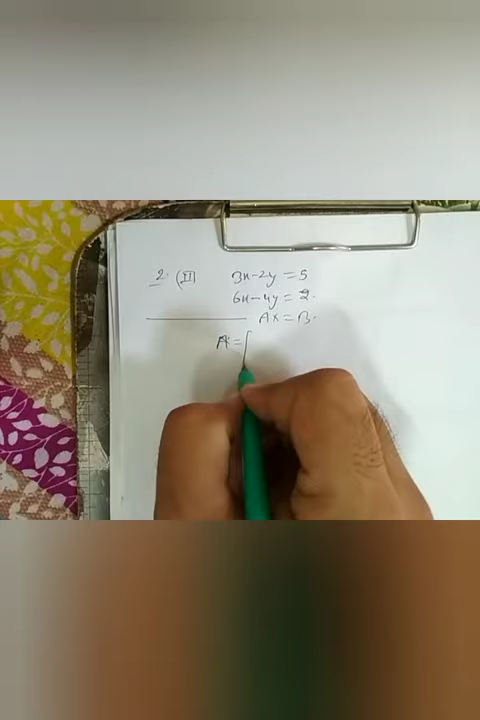 2. (II) 3x-2y = 5
6x-4y = 2.
Ax = B.
A = [